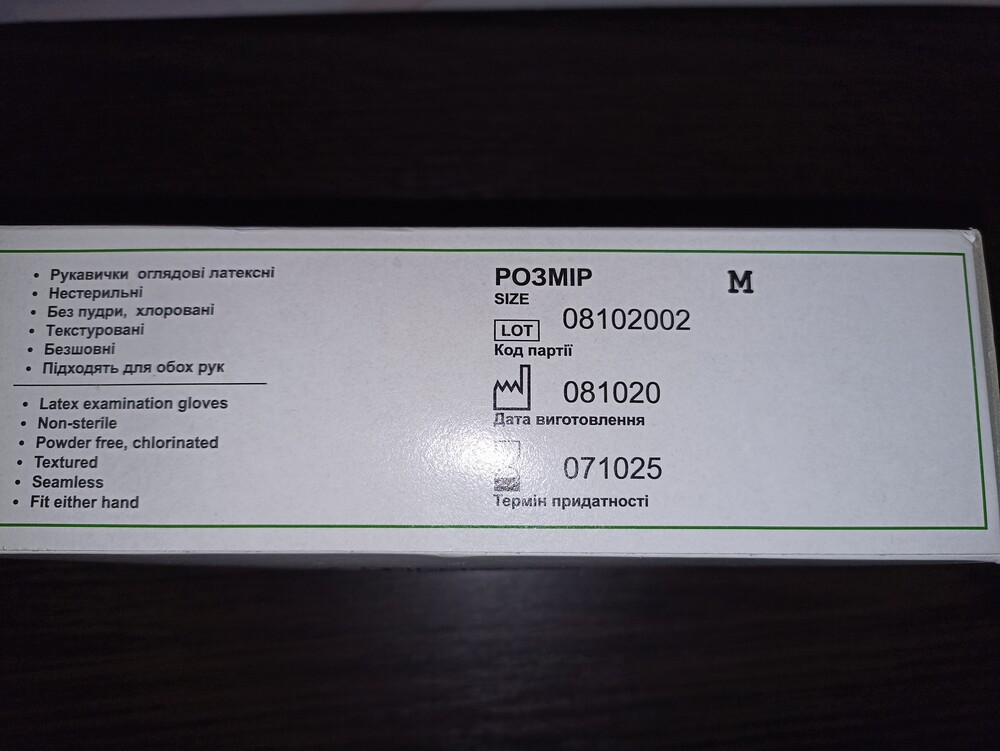 • Рукавички оглядові латексні
• Нестерильні
• Без пудри, хлоровані
• Текстуровані
• Безшовні
• Підходять для обох рук
• Latex examination gloves
• Non-sterile
• Powder free, chlorinated
• Textured
• Seamless
• Fit either hand
РОЗМІР M
SIZE
LOT 08102002
Код партії
081020
Дата виготовлення
071025
Термін придатності